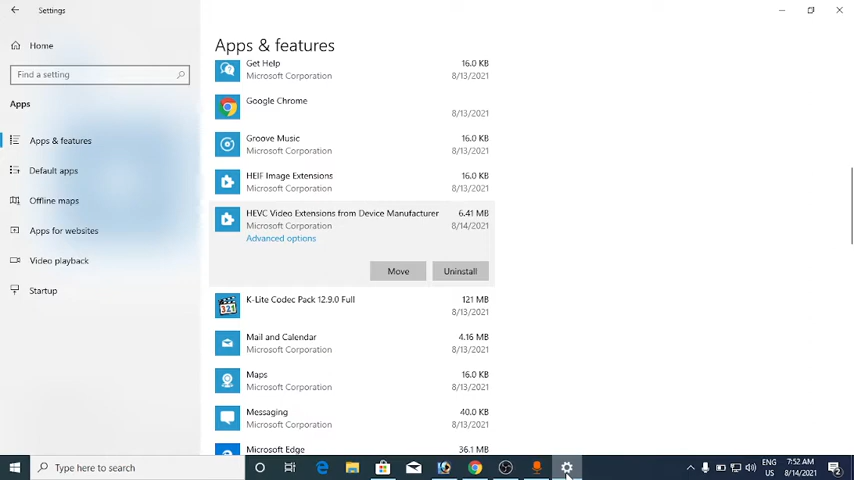 Settings
Home
Find a setting
Apps
Apps & features
Default apps
Offline maps
Apps for websites
Video playback
Startup
Apps & features
Get Help 16.0 KB
Microsoft Corporation 8/13/2021
Google Chrome
8/13/2021
Groove Music 16.0 KB
Microsoft Corporation 8/13/2021
HEIF Image Extensions 16.0 KB
Microsoft Corporation 8/13/2021
HEVC Video Extensions from Device Manufacturer 6.41 MB
Microsoft Corporation 8/14/2021
Advanced options
Move Uninstall
K-Lite Codec Pack 12.9.0 Full 121 MB
8/13/2021
Mail and Calendar 4.16 MB
Microsoft Corporation 8/13/2021
Maps 16.0 KB
Microsoft Corporation 8/13/2021
Messaging 40.0 KB
Microsoft Corporation 8/13/2021
Microsoft Edge 36.1 MB
Type here to search
ENG 7:52 AM
US 8/14/2021
2